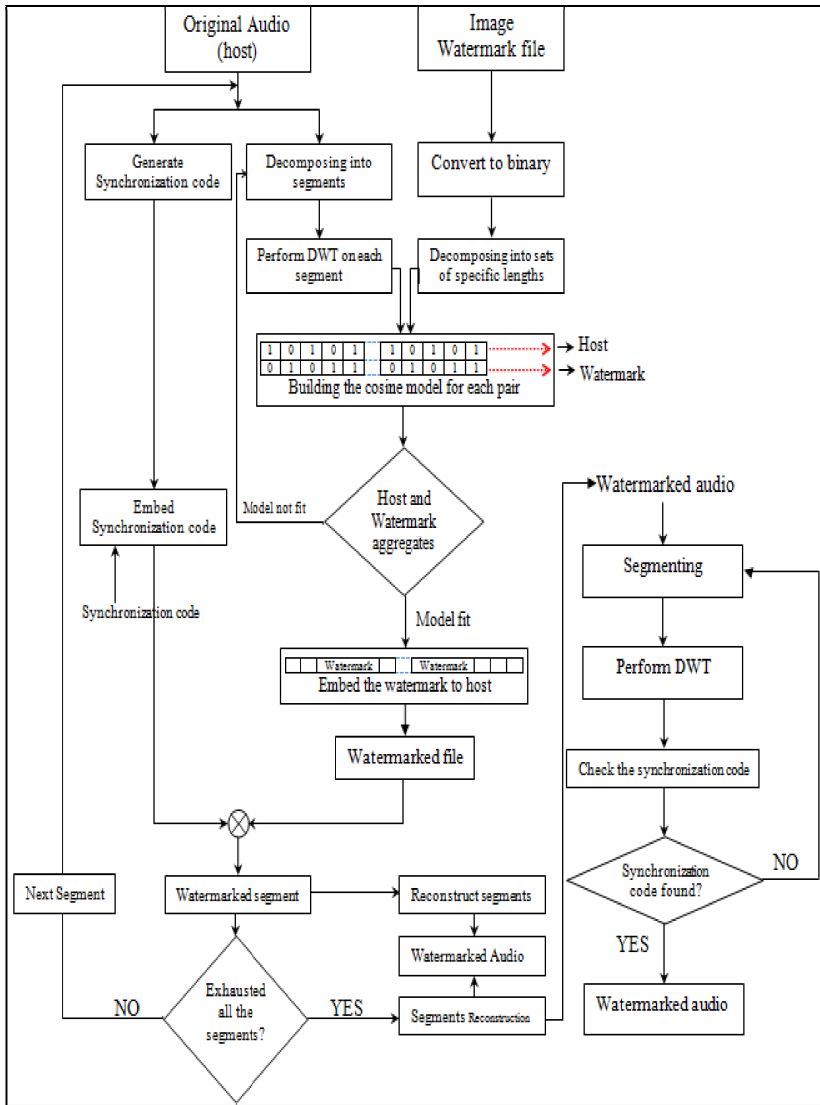 Original Audio
(host)
Image
Watermark file
Generate
Synchronization code
Decomposing into
segments
Convert to binary
Perform DWT on each
segment
Decomposing into sets
of specific lengths
1 0 1 0 1 1 0 1 0 1
Host
0 1 0 1 1 0 1 0 1 1
Watermark
Building the cosine model for each pair
Host and
Watermark
aggregates
Model not fit
Embed
Synchronization code
Synchronization code
Model fit
Watermark Watermark
Embed the watermark to host
Watermarked file
Next Segment
Watermarked segment
Reconstruct segments
Watermarked Audio
Exhausted
all the
segments?
NO
YES
Segments Reconstruction
Watermarked audio
Segmenting
Perform DWT
Check the synchronization code
Synchronization
code found?
NO
YES
Watermarked audio